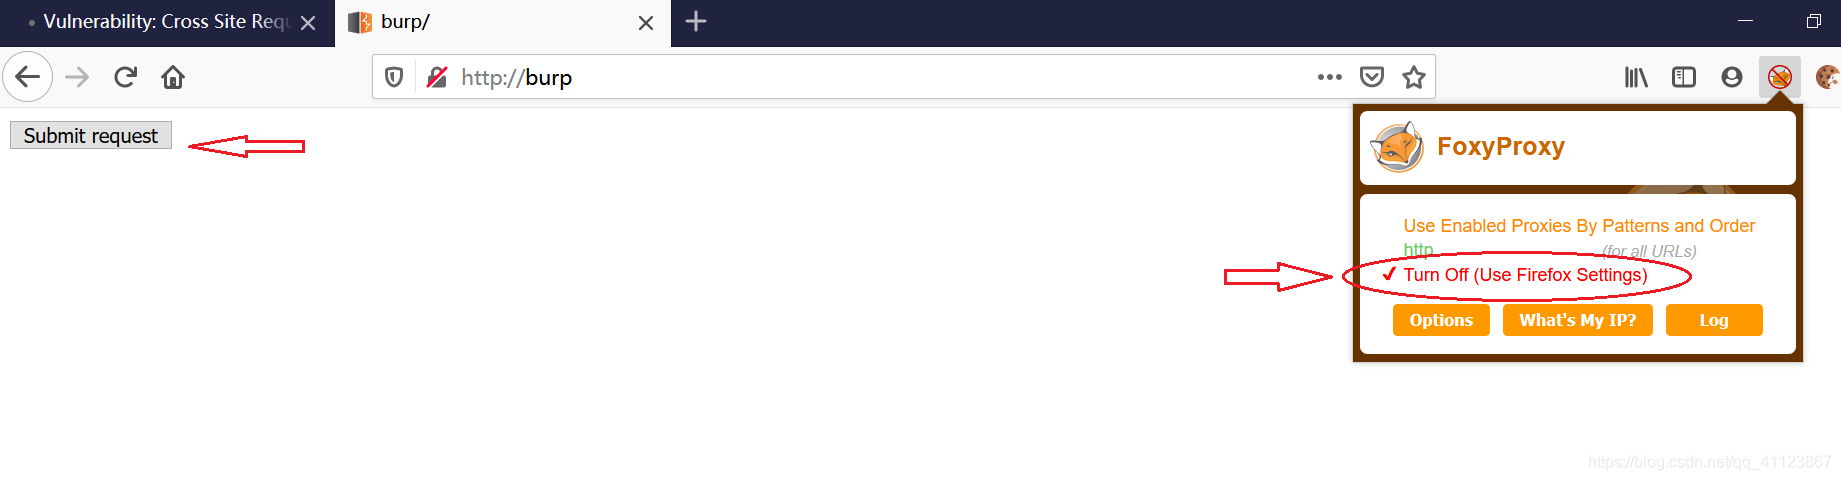 Vulnerability: Cross Site Requ
burp/
http://burp
Submit request
FoxyProxy
Use Enabled Proxies By Patterns and Order
http (for all URLs)
✔ Turn Off (Use Firefox Settings)
Options What's My IP? Log
https://blog.csdn.net/qq_41123867